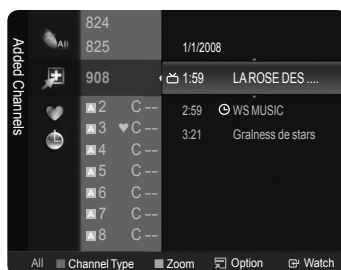 Added Channels
All
824
825
1/1/2008
908
1:59 LA ROSE DES ....
A 2 C --
2:59 WS MUSIC
A 3 ♥ C --
3:21 Gralness de stars
A 4 C --
A 5 C --
A 6 C --
A 7 C --
A 8 C --
All Channel Type Zoom Option Watch